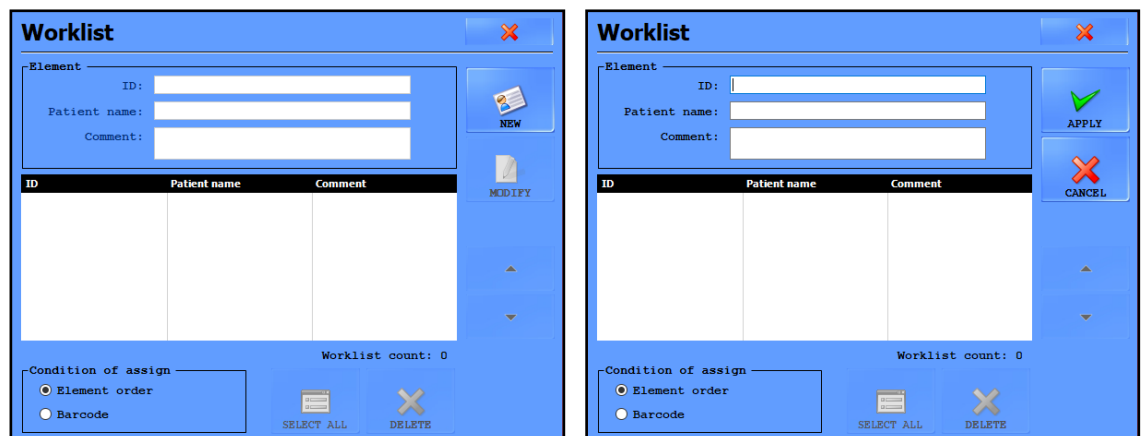 Worklist
Element
ID:
Patient name:
Comment:
NEW
MODIFY
ID Patient name Comment
Worklist count: 0
Condition of assign
Element order
Barcode
SELECT ALL
DELETE
Worklist
Element
ID:
Patient name:
Comment:
APPLY
CANCEL
ID Patient name Comment
Worklist count: 0
Condition of assign
Element order
Barcode
SELECT ALL
DELETE